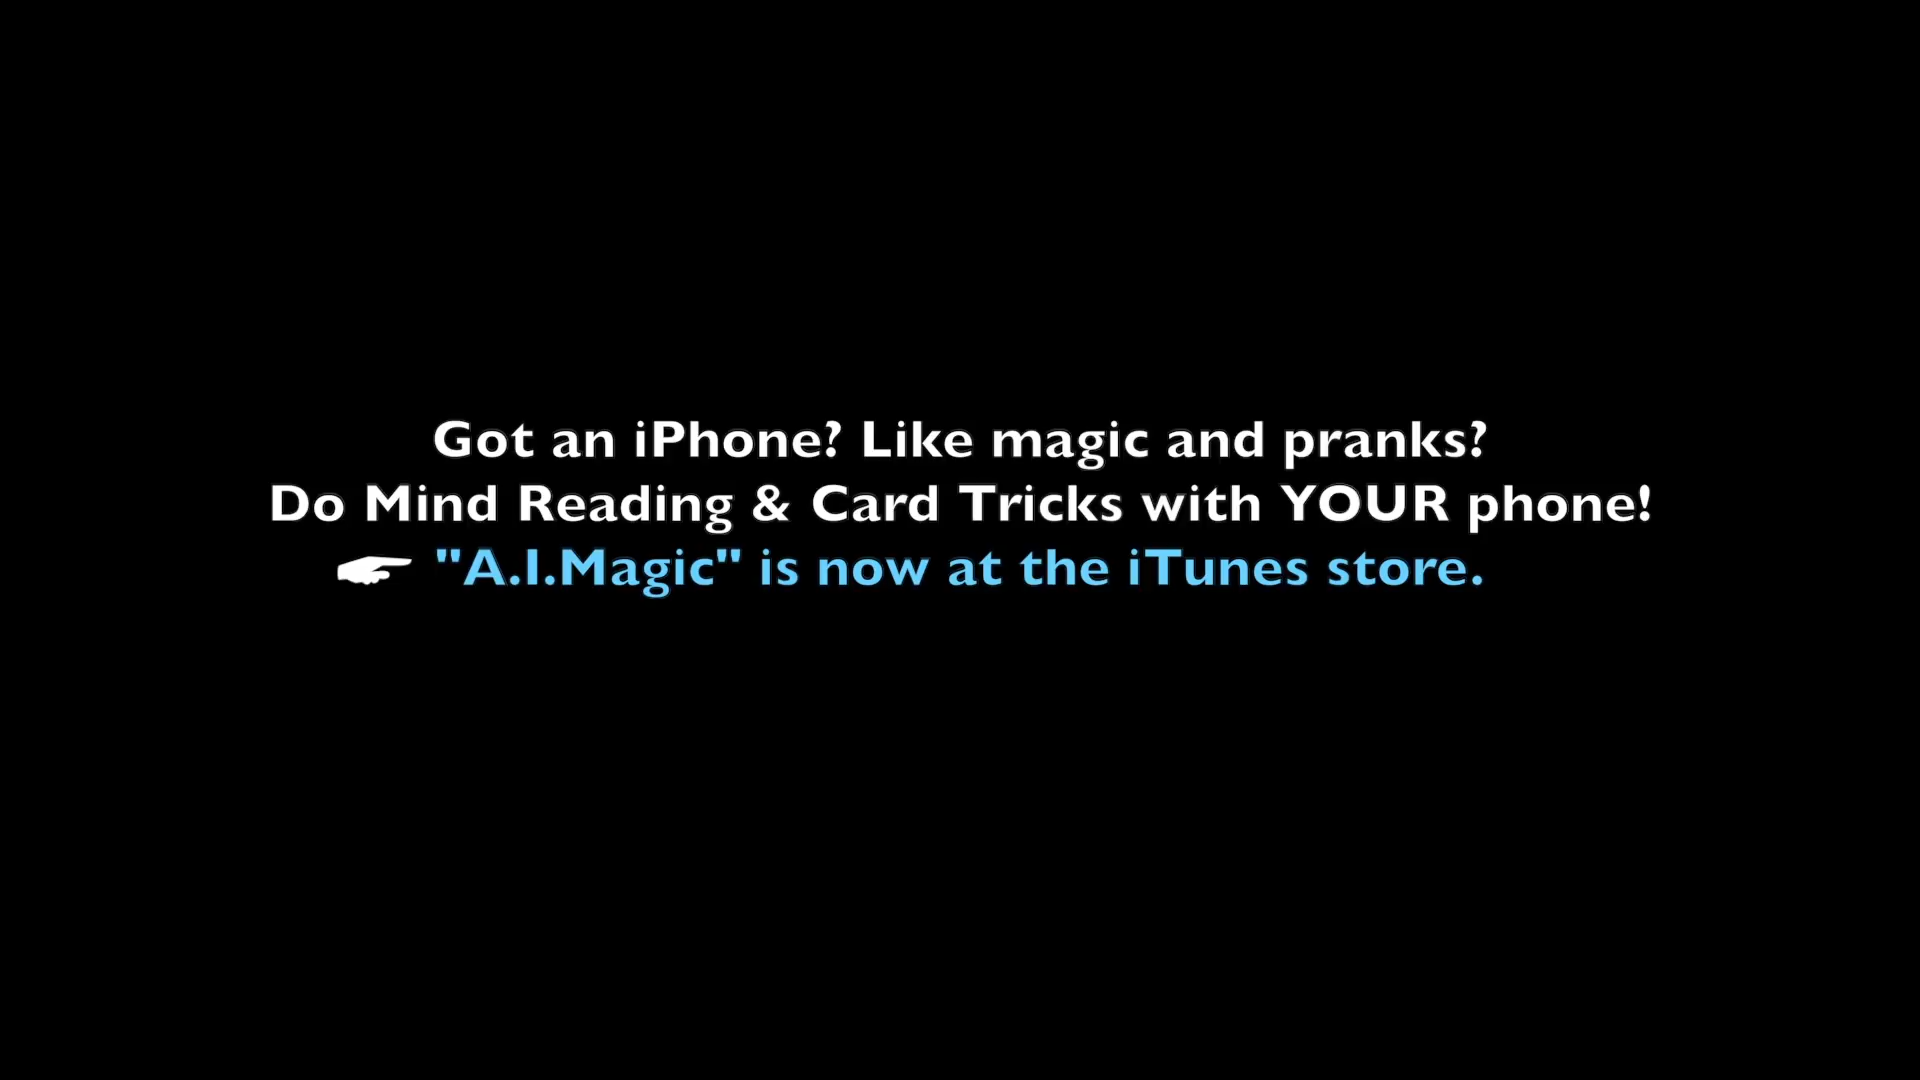 Got an iPhone? Like magic and pranks?
Do Mind Reading & Card Tricks with YOUR phone!
☛ "A.I.Magic" is now at the iTunes store.